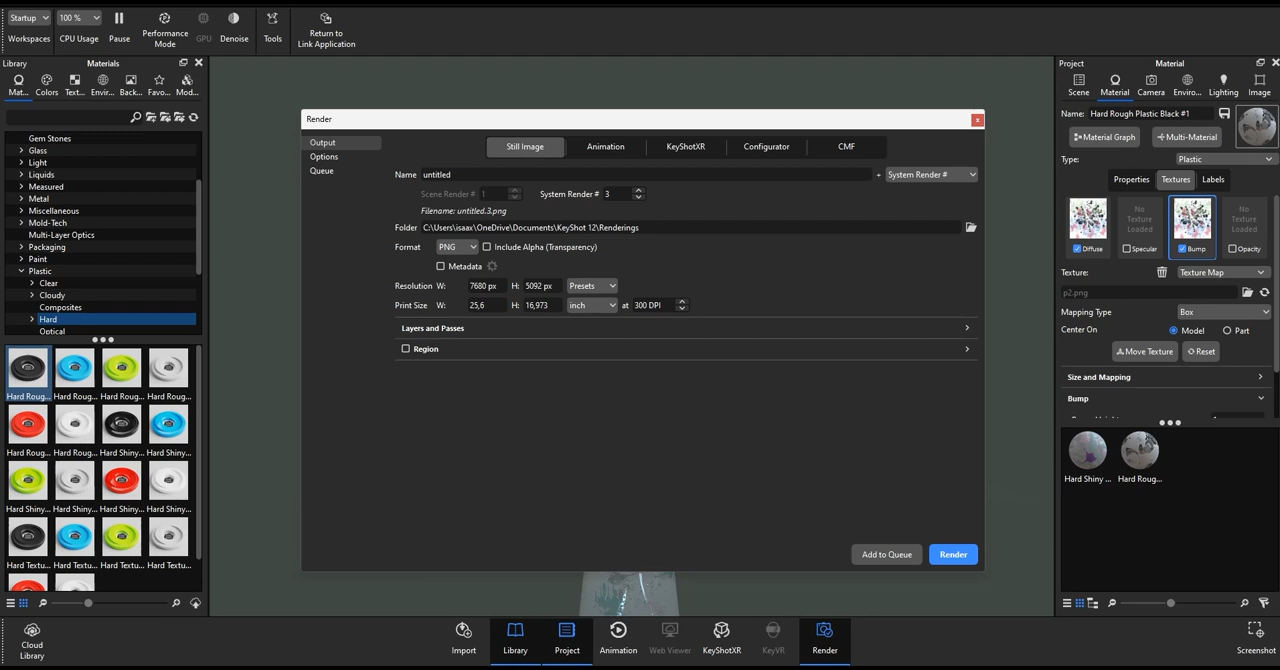 Startup
100 %
Workspaces
CPU Usage
Pause
Performance
Mode
GPU
Denoise
Tools
Return to
Link Application
Library
Materials
Mat...
Colors
Text...
Envir...
Back...
Favo...
Mod...
Gem Stones
Glass
Light
Liquids
Measured
Metal
Miscellaneous
Mold-Tech
Multi-Layer Optics
Packaging
Paint
Plastic
Clear
Cloudy
Composites
Hard
Optical
Hard Roug...
Hard Roug...
Hard Roug...
Hard Roug...
Hard Roug...
Hard Roug...
Hard Shiny...
Hard Shiny...
Hard Shiny...
Hard Shiny...
Hard Shiny...
Hard Shiny...
Hard Textu...
Hard Textu...
Hard Textu...
Hard Textu...
Render
Output
Options
Queue
Still Image
Animation
KeyShotXR
Configurator
CMF
Name untitled + System Render #
Scene Render # 1 System Render # 3
Filename: untitled.3.png
Folder C:\Users\isaax\OneDrive\Documents\KeyShot 12\Renderings
Format PNG Include Alpha (Transparency)
Metadata
Resolution W: 7680 px H: 5092 px Presets
Print Size W: 25,6 H: 16,973 inch at 300 DPI
Layers and Passes
Region
Add to Queue
Render
Project
Material
Scene
Material
Camera
Enviro...
Lighting
Image
Name: Hard Rough Plastic Black #1
Material Graph
Multi-Material
Type: Plastic
Properties
Textures
Labels
No
Texture
Loaded
No
Texture
Loaded
Diffuse
Specular
Bump
Opacity
Texture: Texture Map
p2.png
Mapping Type Box
Center On Model Part
Move Texture
Reset
Size and Mapping
Bump
Hard Shiny ...
Hard Roug...
Cloud
Library
Import
Library
Project
Animation
Web Viewer
KeyShotXR
KeyVR
Render
Screenshot